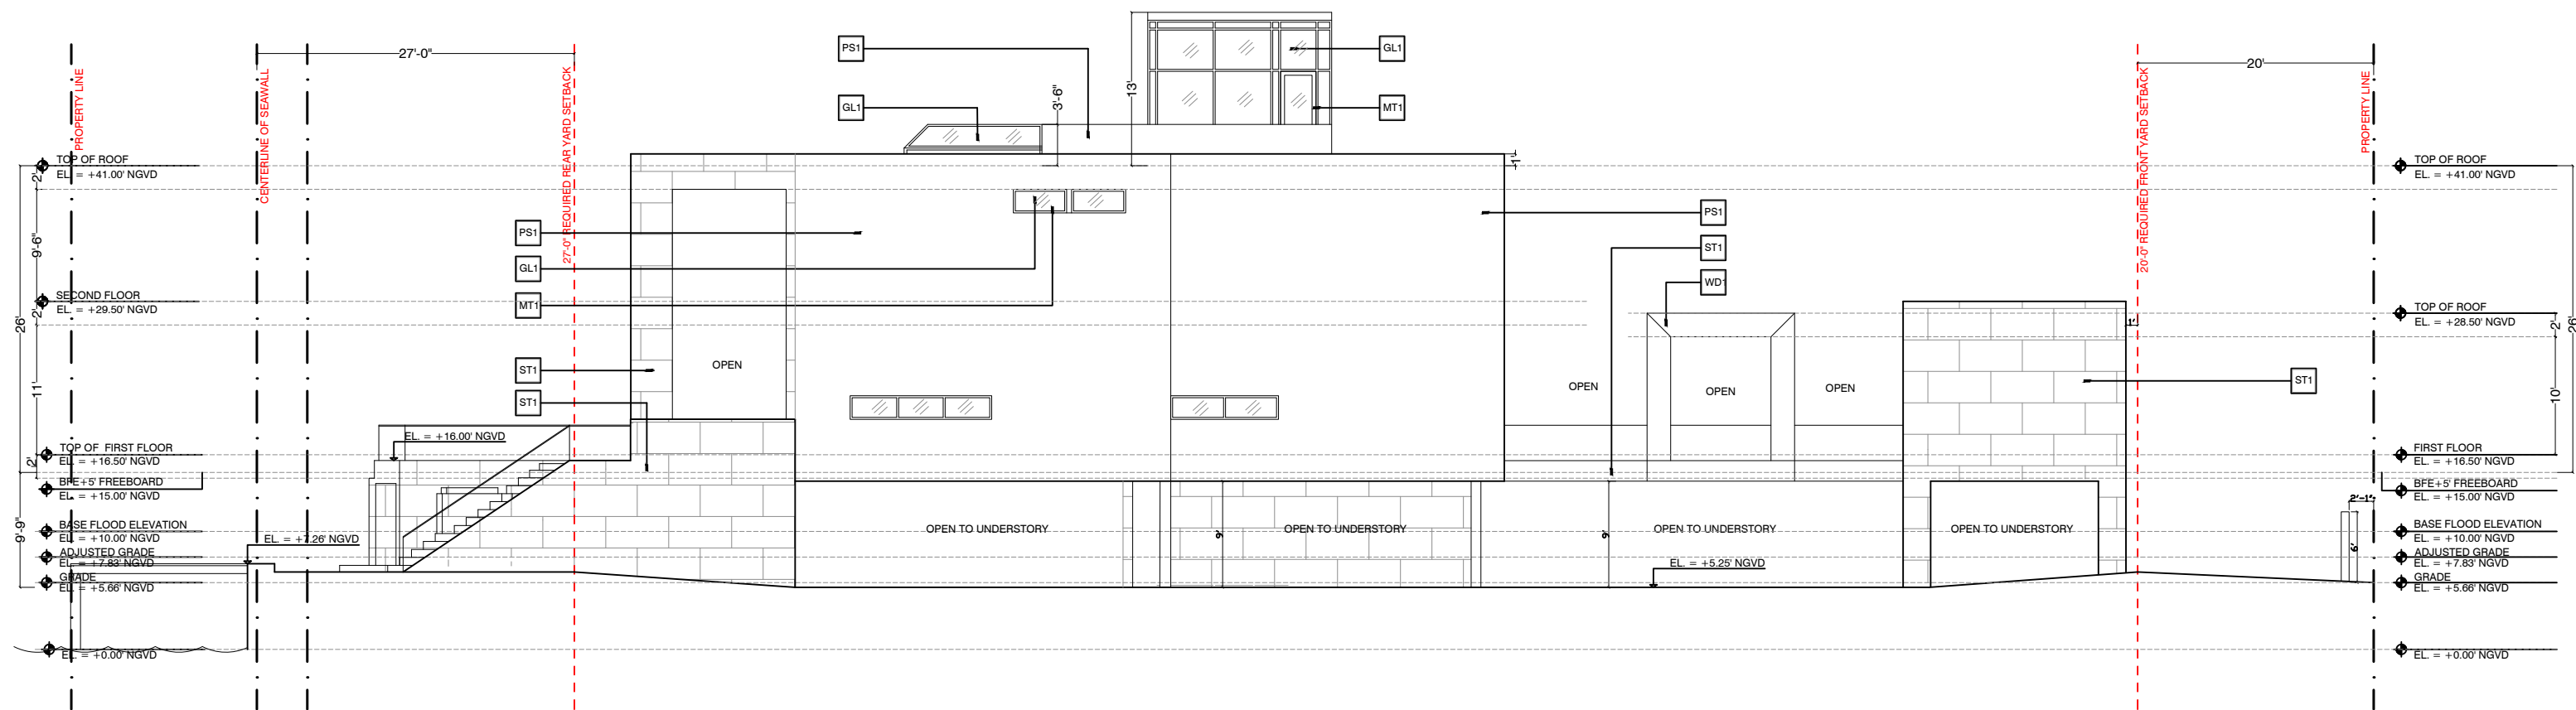 27'-0"
20'
13'
3'-6"
PS1
GL1
GL1
MT1
PROPERTY LINE
CENTERLINE OF SEAWALL
27'-0" REQUIRED REAR YARD SETBACK
20'-0" REQUIRED FRONT YARD SETBACK
PROPERTY LINE
TOP OF ROOF
EL. = +41.00' NGVD
2'
9'-6"
SECOND FLOOR
EL. = +29.50' NGVD
2'
26'
11'
TOP OF FIRST FLOOR
EL. = +16.50' NGVD
2'
BFE+5' FREEBOARD
EL. = +15.00' NGVD
BASE FLOOD ELEVATION
EL. = +10.00' NGVD
9'-9"
ADJUSTED GRADE
EL. = +7.83' NGVD
GRADE
EL. = +5.66' NGVD
EL. = +0.00' NGVD
EL. = +7.26' NGVD
EL. = +16.00' NGVD
PS1
GL1
MT1
ST1
ST1
OPEN
1'
PS1
ST1
WD1
OPEN
OPEN
OPEN
1'
ST1
OPEN TO UNDERSTORY
9'
OPEN TO UNDERSTORY
9'
OPEN TO UNDERSTORY
OPEN TO UNDERSTORY
EL. = +5.25' NGVD
2'-1"
6'
TOP OF ROOF
EL. = +41.00' NGVD
TOP OF ROOF
EL. = +28.50' NGVD
2'
26'
10'
FIRST FLOOR
EL. = +16.50' NGVD
BFE+5' FREEBOARD
EL. = +15.00' NGVD
BASE FLOOD ELEVATION
EL. = +10.00' NGVD
ADJUSTED GRADE
EL. = +7.83' NGVD
GRADE
EL. = +5.66' NGVD
EL. = +0.00' NGVD